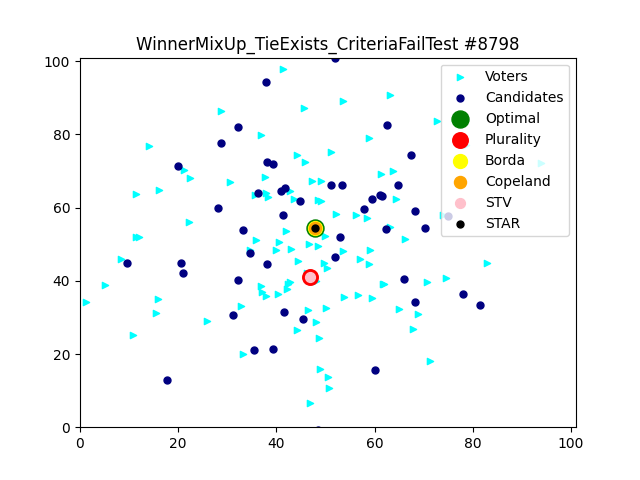 WinnerMixUp_TieExists_CriteriaFailTest #8798
100
80
60
40
20
0
0
20
40
60
80
100
Voters
Candidates
Optimal
Plurality
Borda
Copeland
STV
STAR